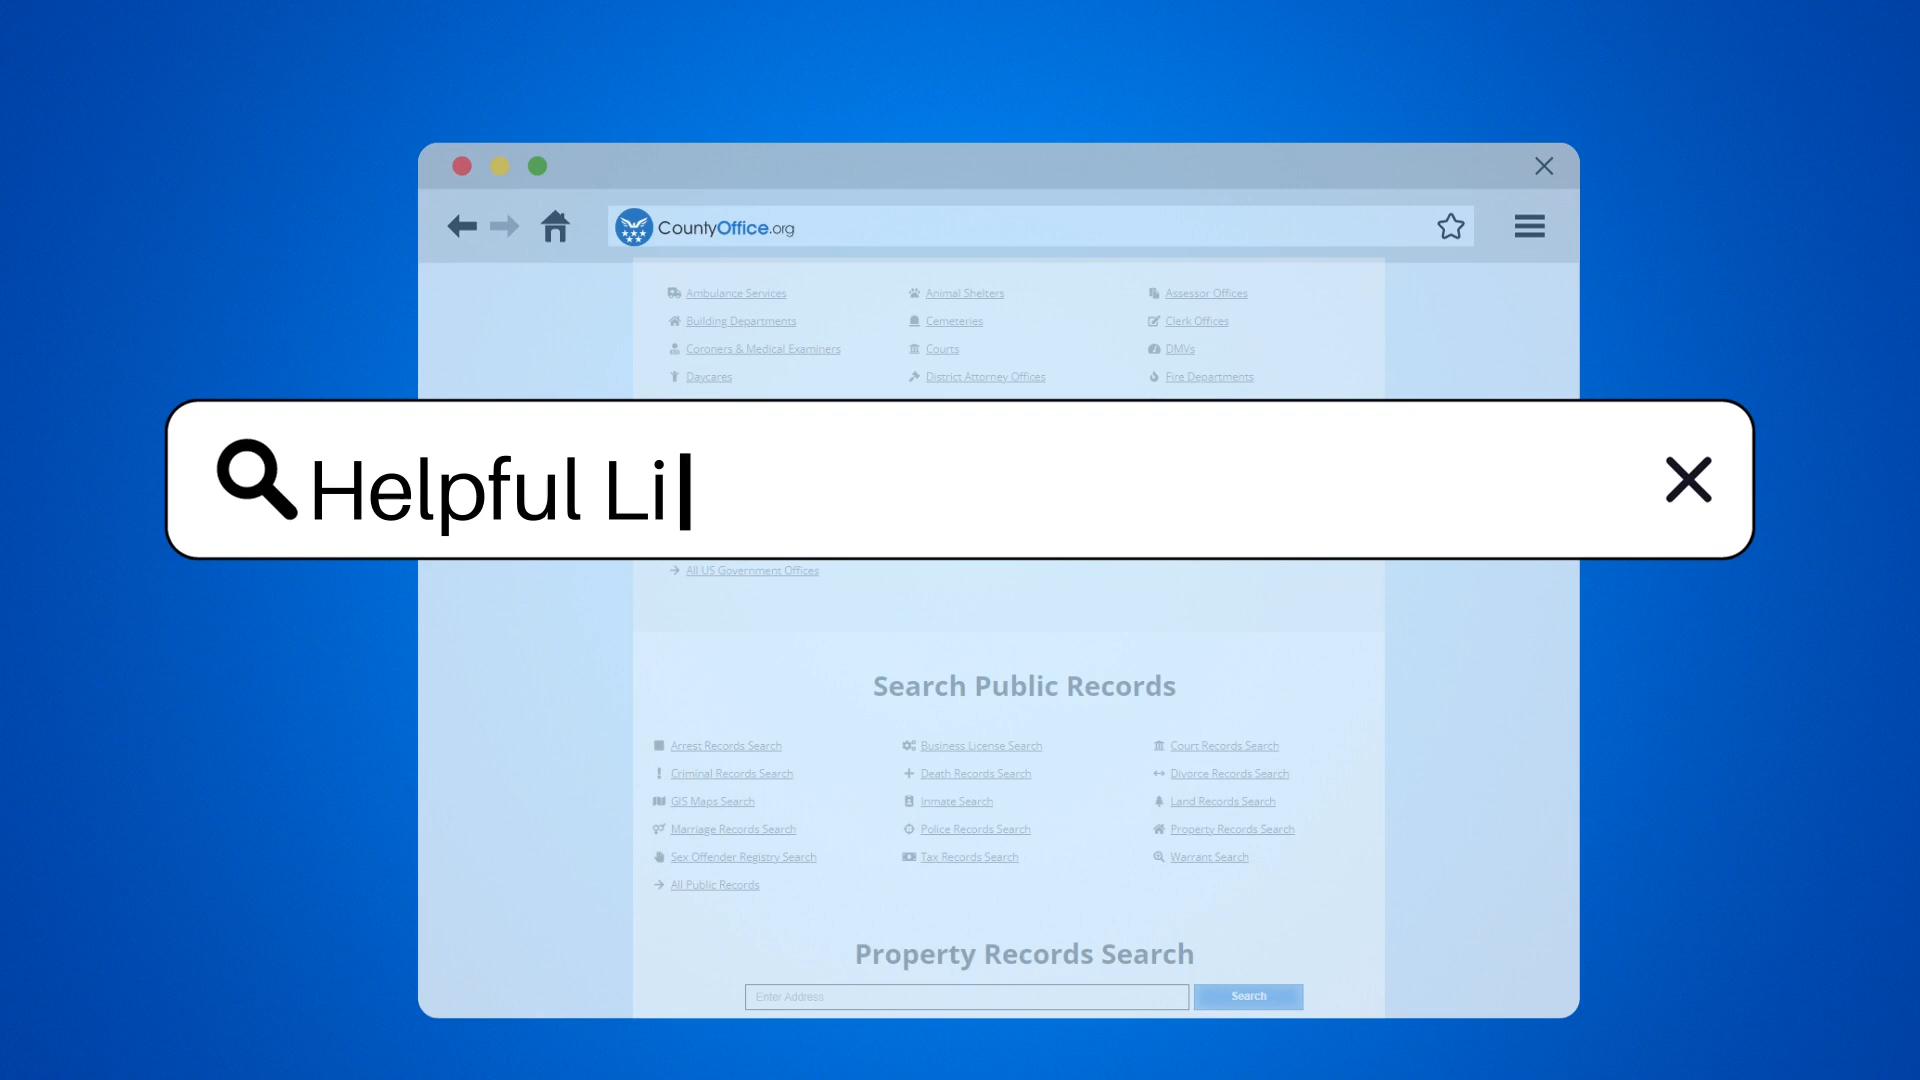 CountyOffice.org
Ambulance Services Animal Shelters Assessor Offices
Building Departments Cemeteries Clerk Offices
Coroners & Medical Examiners Courts DMVs
Daycares District Attorney Offices Fire Departments
Helpful Li
All US Government Offices
Search Public Records
Arrest Records Search Business License Search Court Records Search
Criminal Records Search Death Records Search Divorce Records Search
GIS Maps Search Inmate Search Land Records Search
Marriage Records Search Police Records Search Property Records Search
Sex Offender Registry Search Tax Records Search Warrant Search
All Public Records
Property Records Search
Enter Address Search